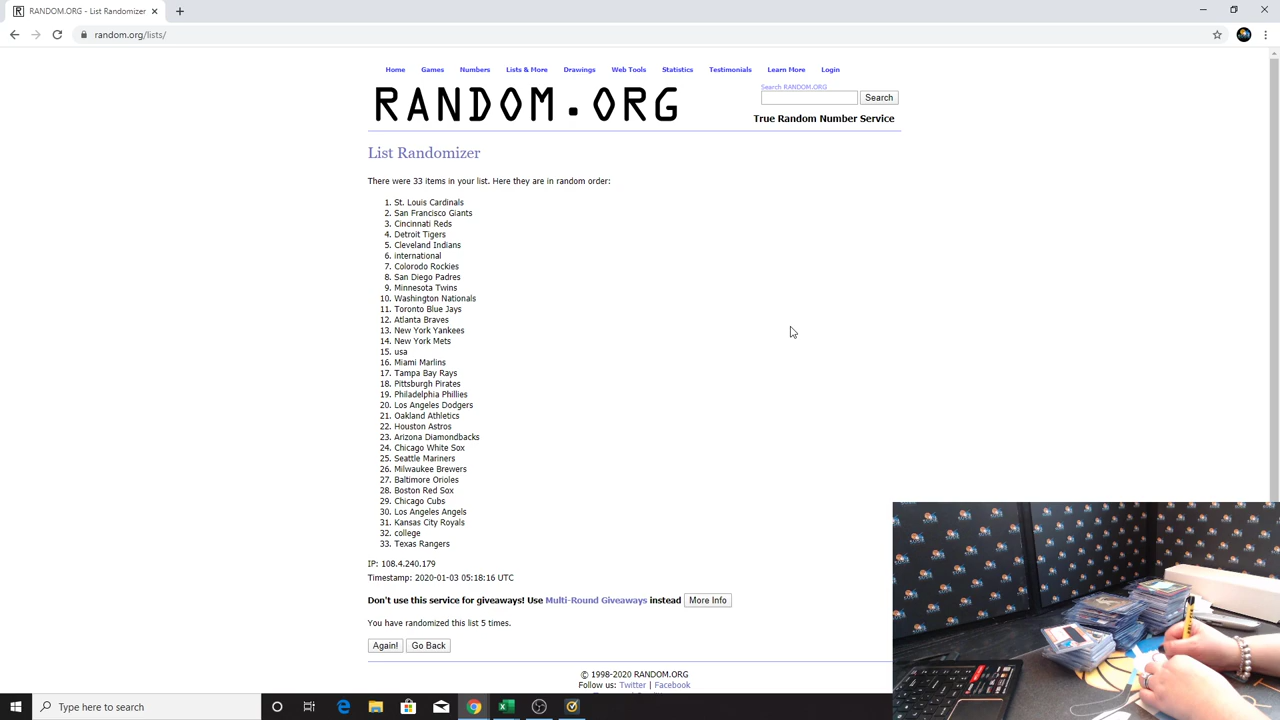 RANDOM.ORG - List Randomizer
random.org/lists/
Home Games Numbers Lists & More Drawings Web Tools Statistics Testimonials Learn More Login
Search RANDOM.ORG
RANDOM.ORG
Search
True Random Number Service
List Randomizer
There were 33 items in your list. Here they are in random order:
1. St. Louis Cardinals
2. San Francisco Giants
3. Cincinnati Reds
4. Detroit Tigers
5. Cleveland Indians
6. international
7. Colorodo Rockies
8. San Diego Padres
9. Minnesota Twins
10. Washington Nationals
11. Toronto Blue Jays
12. Atlanta Braves
13. New York Yankees
14. New York Mets
15. usa
16. Miami Marlins
17. Tampa Bay Rays
18. Pittsburgh Pirates
19. Philadelphia Phillies
20. Los Angeles Dodgers
21. Oakland Athletics
22. Houston Astros
23. Arizona Diamondbacks
24. Chicago White Sox
25. Seattle Mariners
26. Milwaukee Brewers
27. Baltimore Orioles
28. Boston Red Sox
29. Chicago Cubs
30. Los Angeles Angels
31. Kansas City Royals
32. college
33. Texas Rangers
IP: 108.4.240.179
Timestamp: 2020-01-03 05:18:16 UTC
Don't use this service for giveaways! Use Multi-Round Giveaways instead More Info
You have randomized this list 5 times.
Again! Go Back
© 1998-2020 RANDOM.ORG
Follow us: Twitter | Facebook
Type here to search